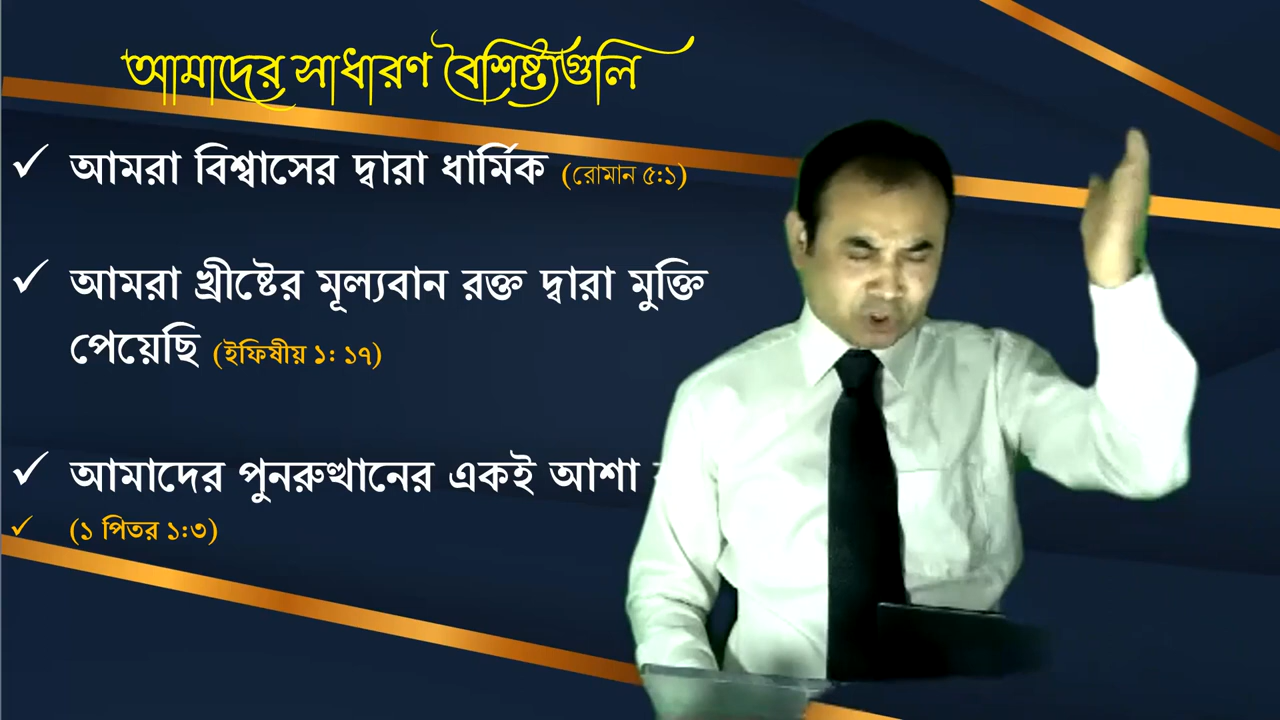 আমাদের সাধারণ বৈশিষ্ট্যগুলি
✓ আমরা বিশ্বাসের দ্বারা ধার্মিক (রোমান ৫:১)
✓ আমরা খ্রীষ্টের মূল্যবান রক্ত দ্বারা মুক্তি
পেয়েছি (ইফিষীয় ১: ১৭)
✓ আমাদের পুনরুত্থানের একই আশা
✓ (১ পিতর ১:৩)